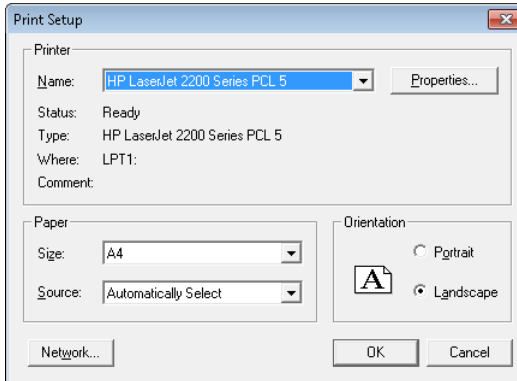 Print Setup
Printer
Name: HP LaserJet 2200 Series PCL 5 Properties...
Status: Ready
Type: HP LaserJet 2200 Series PCL 5
Where: LPT1:
Comment:
Paper
Size: A4
Source: Automatically Select
Orientation
A
Portrait
Landscape
Network... OK Cancel